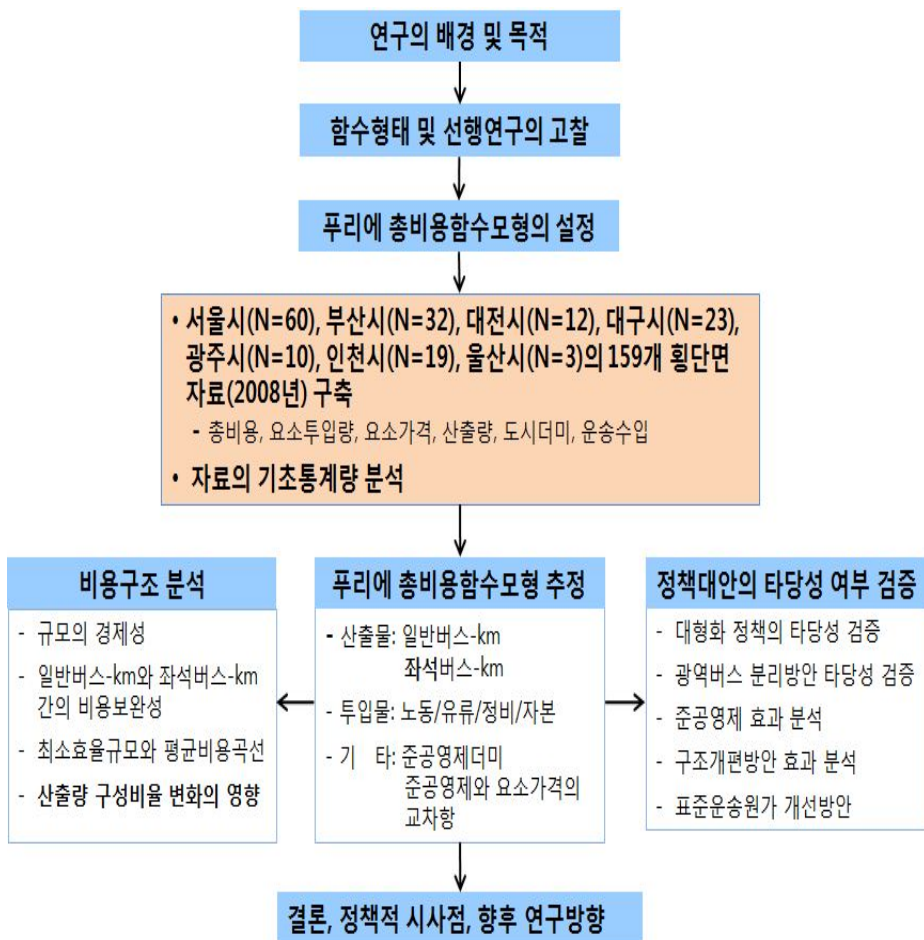 연구의 배경 및 목적
함수형태 및 선행연구의 고찰
푸리에 총비용함수모형의 설정
• 서울시(N=60), 부산시(N=32), 대전시(N=12), 대구시(N=23),
광주시(N=10), 인천시(N=19), 울산시(N=3)의 159개 횡단면
자료(2008년) 구축
- 총비용, 요소투입량, 요소가격, 산출량, 도시더미, 운송수입
• 자료의 기초통계량 분석
비용구조 분석
- 규모의 경제성
- 일반버스-km와 좌석버스-km
간의 비용보완성
- 최소효율규모와 평균비용곡선
- 산출량 구성비율 변화의 영향
푸리에 총비용함수모형 추정
- 산출물: 일반버스-km
좌석버스-km
- 투입물: 노동/유류/정비/자본
- 기 타: 준공영제더미
준공영제와 요소가격의
교차항
정책대안의 타당성 여부 검증
- 대형화 정책의 타당성 검증
- 광역버스 분리방안 타당성 검증
- 준공영제 효과 분석
- 구조개편방안 효과 분석
- 표준운송원가 개선방안
결론, 정책적 시사점, 향후 연구방향